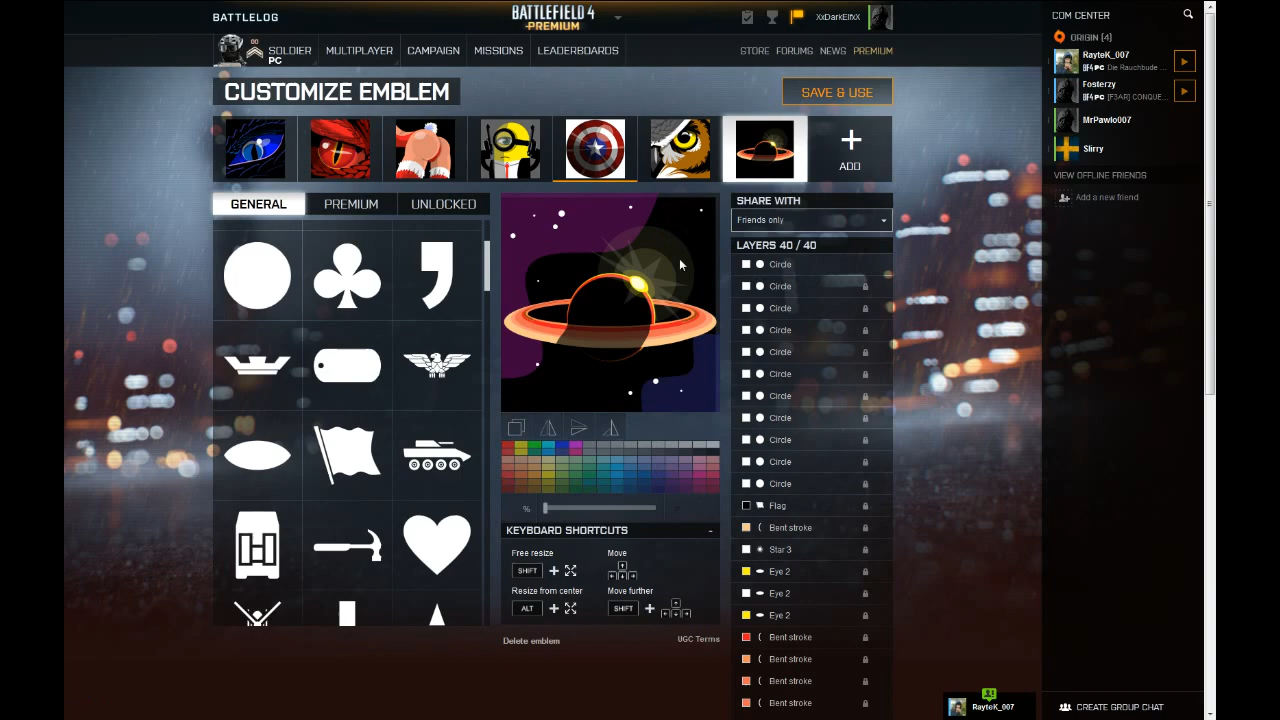 BATTLELOG
BATTLEFIELD 4
PREMIUM
XxDarkElfxX
00
SOLDIER
PC
MULTIPLAYER
CAMPAIGN
MISSIONS
LEADERBOARDS
STORE
FORUMS
NEWS
PREMIUM
CUSTOMIZE EMBLEM
SAVE & USE
ADD
GENERAL
PREMIUM
UNLOCKED
SHARE WITH
Friends only
LAYERS 40 / 40
Circle
Circle
Circle
Circle
Circle
Circle
Circle
Circle
Circle
Circle
Circle
Flag
Bent stroke
Star 3
Eye 2
Eye 2
Eye 2
Bent stroke
Bent stroke
Bent stroke
Bent stroke
%
KEYBOARD SHORTCUTS
-
Free resize
SHIFT +
Move
Resize from center
ALT +
Move further
SHIFT +
Delete emblem
UGC Terms
COM CENTER
ORIGIN [4]
RayteK_007
BF4 PC Die Rauchbude ...
Fosterzy
BF4 PC [F3AR] CONQUE...
MrPawlo007
Slirry
VIEW OFFLINE FRIENDS
Add a new friend
RayteK_007
CREATE GROUP CHAT